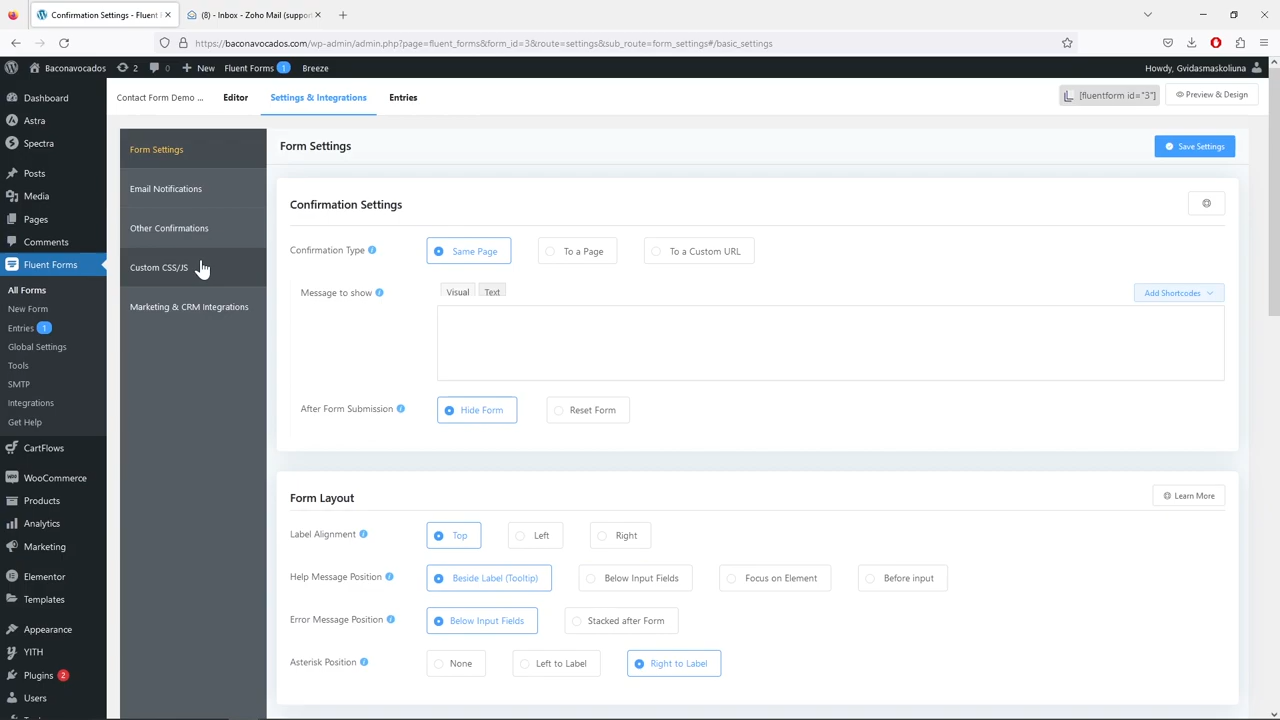 Confirmation Settings - Fluent F
(8) - Inbox - Zoho Mail (suppor
https://baconavocados.com/wp-admin/admin.php?page=fluent_forms&form_id=3&route=settings&sub_route=form_settings#/basic_settings
Baconavocados
2
0
New
Fluent Forms 1
Breeze
Howdy, Gvidasmaskoliuna
Dashboard
Astra
Spectra
Posts
Media
Pages
Comments
Fluent Forms
All Forms
New Form
Entries 1
Global Settings
Tools
SMTP
Integrations
Get Help
CartFlows
WooCommerce
Products
Analytics
Marketing
Elementor
Templates
Appearance
YITH
Plugins 2
Users
Contact Form Demo ...
Editor
Settings & Integrations
Entries
[fluentform id="3"]
Preview & Design
Form Settings
Email Notifications
Other Confirmations
Custom CSS/JS
Marketing & CRM Integrations
Form Settings
Save Settings
Confirmation Settings
Confirmation Type
Same Page
To a Page
To a Custom URL
Message to show
Visual
Text
Add Shortcodes
After Form Submission
Hide Form
Reset Form
Form Layout
Learn More
Label Alignment
Top
Left
Right
Help Message Position
Beside Label (Tooltip)
Below Input Fields
Focus on Element
Before input
Error Message Position
Below Input Fields
Stacked after Form
Asterisk Position
None
Left to Label
Right to Label